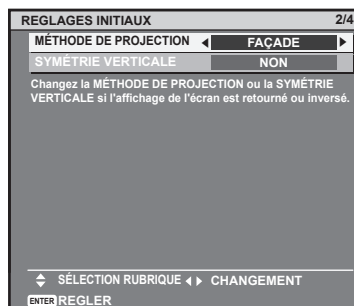 REGLAGES INITIAUX 2/4
MÉTHODE DE PROJECTION FAÇADE
SYMÉTRIE VERTICALE NON
Changez la MÉTHODE DE PROJECTION ou la SYMÉTRIE
VERTICALE si l'affichage de l'écran est retourné ou inversé.
SÉLECTION RUBRIQUE CHANGEMENT
ENTER REGLER